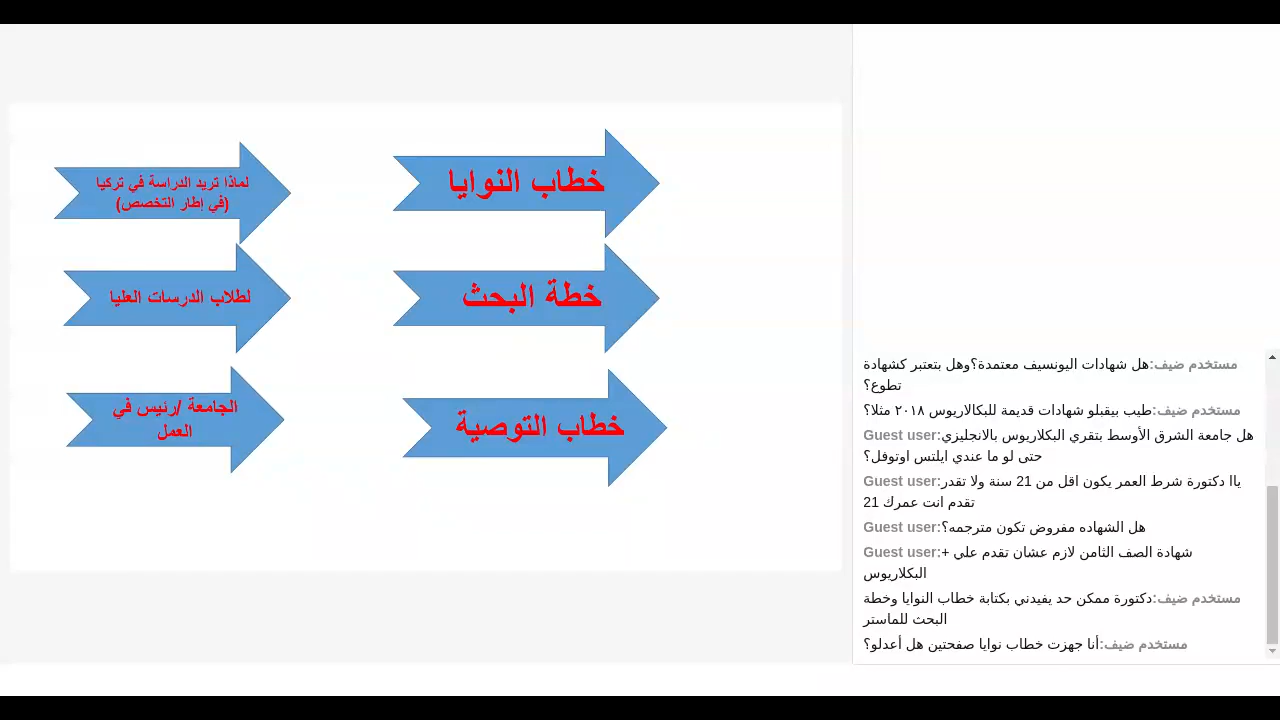 خطاب النوايا
لماذا تريد الدراسة في تركيا
(في إطار التخصص)
خطة البحث
لطلاب الدرسات العليا
خطاب التوصية
الجامعة /رئيس في
العمل
مستخدم ضيف:هل شهادات اليونسيف معتمدة؟وهل بتعتبر كشهادة
تطوع؟
مستخدم ضيف:طيب بيقبلو شهادات قديمة للبكالاريوس ٢٠١٨ مثلا؟
Guest user:هل جامعة الشرق الأوسط بتقري البكلاريوس بالانجليزي
حتى لو ما عندي ايلتس اوتوفل؟
Guest user:ياا دكتورة شرط العمر يكون اقل من 21 سنة ولا تقدر
تقدم انت عمرك 21
Guest user:هل الشهاده مفروض تكون مترجمه؟
Guest user:+ شهادة الصف الثامن لازم عشان تقدم علي
البكلاريوس
مستخدم ضيف:دكتورة ممكن حد يفيدني بكتابة خطاب النوايا وخطة
البحث للماستر
مستخدم ضيف:أنا جهزت خطاب نوايا صفحتين هل أعدلو؟